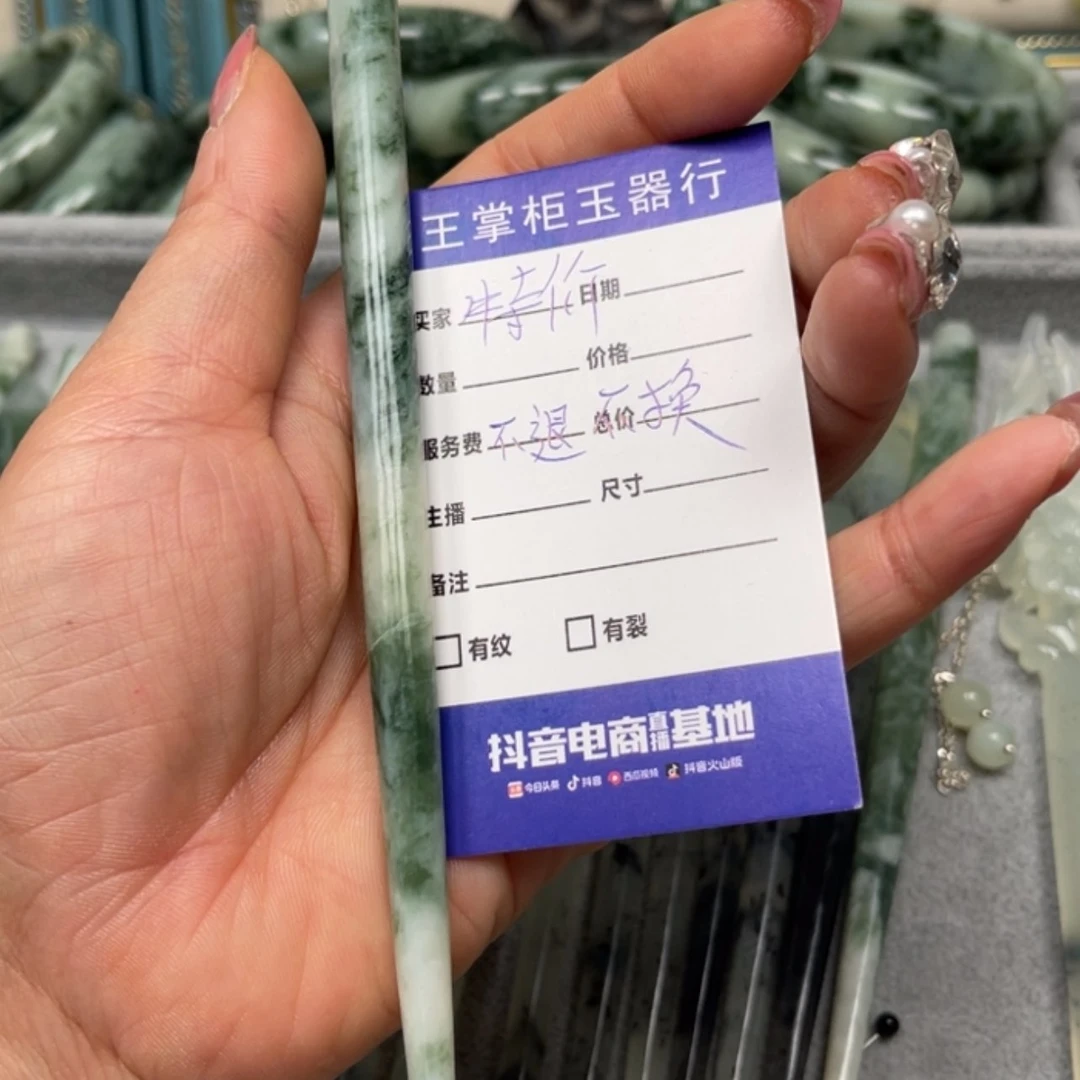 王掌柜玉器行
买家 特价 日期
数量 价格
服务费 不退 总价 不换
主播 尺寸
备注
有纹 有裂
抖音电商直播基地
今日头条 抖音 西瓜视频 抖音火山版